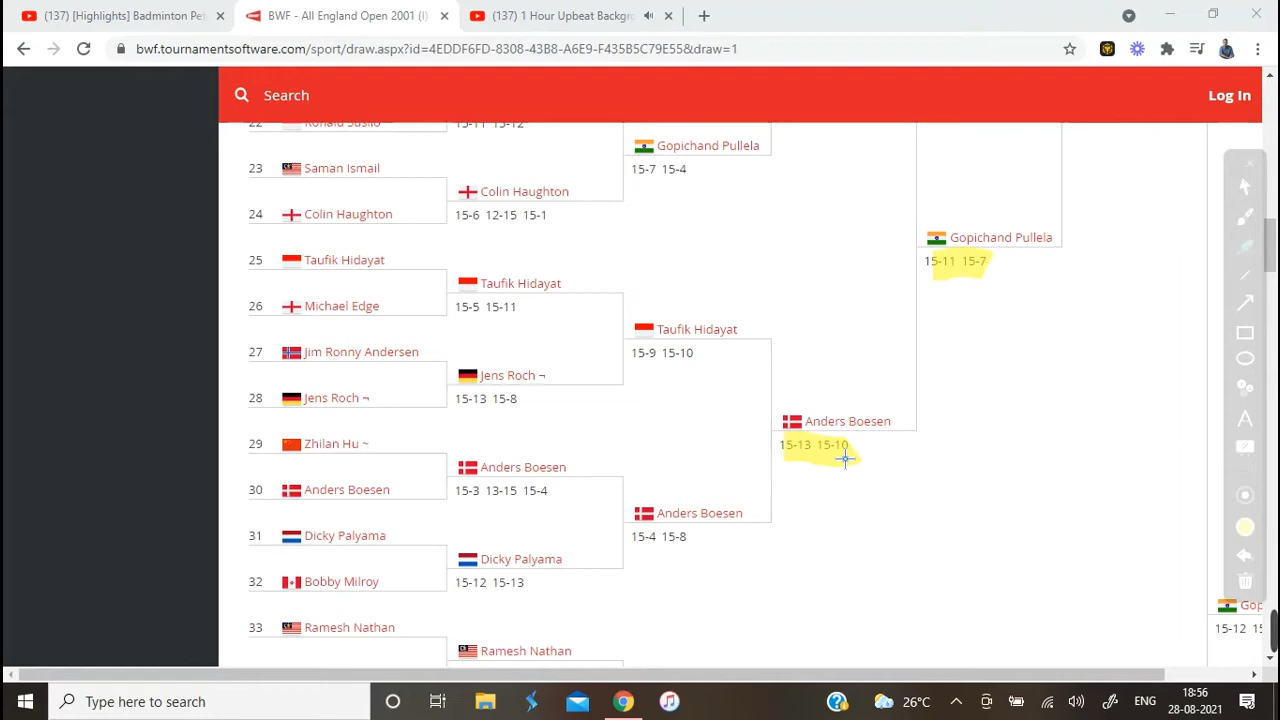 (137) [Highlights] Badminton Pet
BWF - All England Open 2001 (I)
(137) 1 Hour Upbeat Backgr
bwf.tournamentsoftware.com/sport/draw.aspx?id=4EDDF6FD-8308-43B8-A6E9-F435B5C79E55&draw=1
Search
Log In
22 Ronald Susilo
15-11 15-12
Gopichand Pullela
15-7 15-4
23 Saman Ismail
Colin Haughton
15-6 12-15 15-1
24 Colin Haughton
Gopichand Pullela
15-11 15-7
25 Taufik Hidayat
Taufik Hidayat
15-5 15-11
26 Michael Edge
Taufik Hidayat
15-9 15-10
27 Jim Ronny Andersen
Jens Roch ¬
15-13 15-8
28 Jens Roch ¬
Anders Boesen
15-13 15-10
29 Zhilan Hu ~
Anders Boesen
15-3 13-15 15-4
30 Anders Boesen
Anders Boesen
15-4 15-8
31 Dicky Palyama
Dicky Palyama
15-12 15-13
32 Bobby Milroy
33 Ramesh Nathan
Ramesh Nathan
Gop
15-12 15
Type here to search
26°C
ENG
18:56
28-08-2021